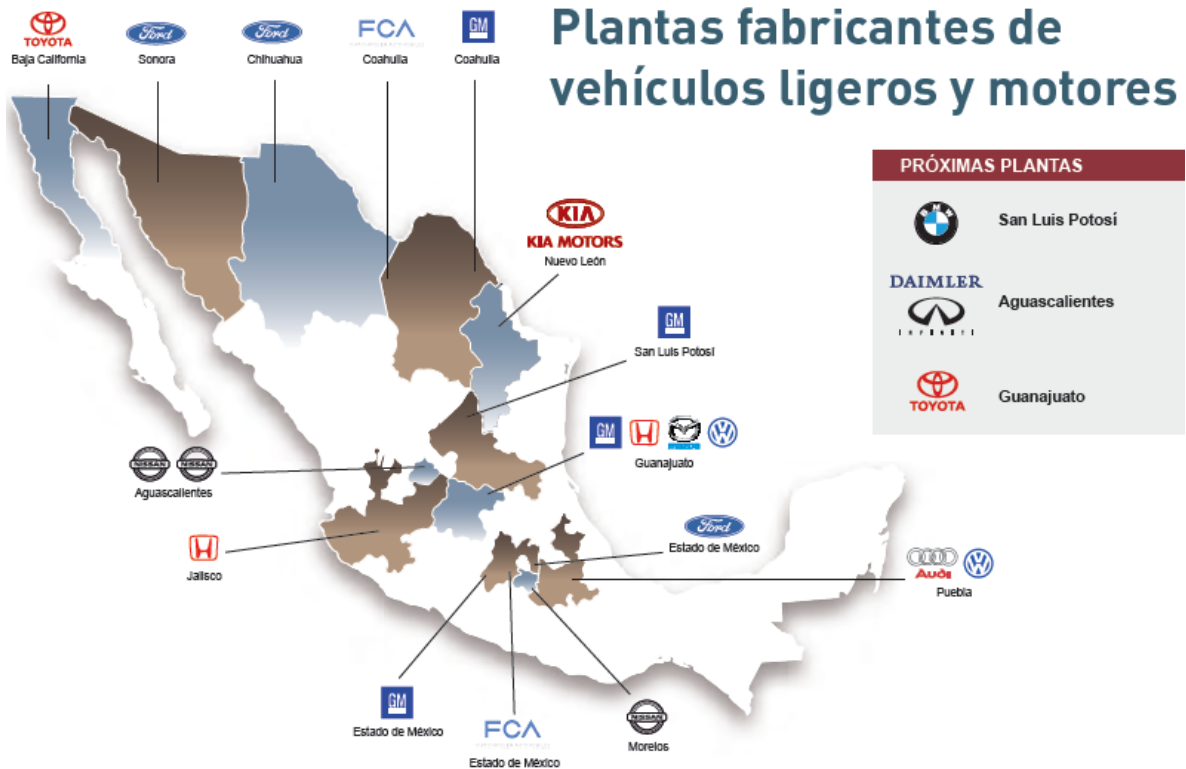 Plantas fabricantes de
vehículos ligeros y motores
TOYOTA
Baja California
Ford
Sonora
Ford
Chihuahua
FCA
Coahuila
GM
Coahuila
PRÓXIMAS PLANTAS
BMW
San Luis Potosí
DAIMLER
INFINITI
Aguascalientes
TOYOTA
Guanajuato
KIA
KIA MOTORS
Nuevo León
GM
San Luis Potosí
GM
Guanajuato
NISSAN NISSAN
Aguascalientes
Jalisco
Ford
Estado de México
Audi
Puebla
GM
Estado de México
FCA
Estado de México
NISSAN
Morelos